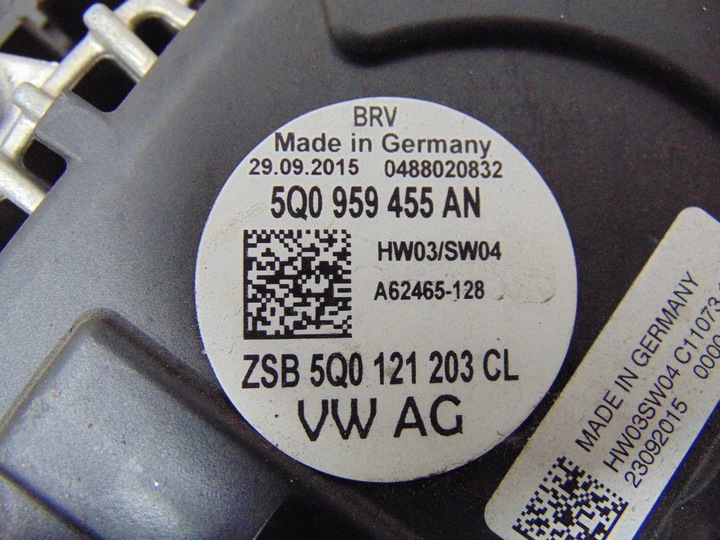 BRV
Made in Germany
29.09.2015 0488020832
5Q0 959 455 AN
HW03/SW04
A62465-128
ZSB 5Q0 121 203 CL
VW AG
MADE IN GERMANY
HW03SW04 C11073
23092015